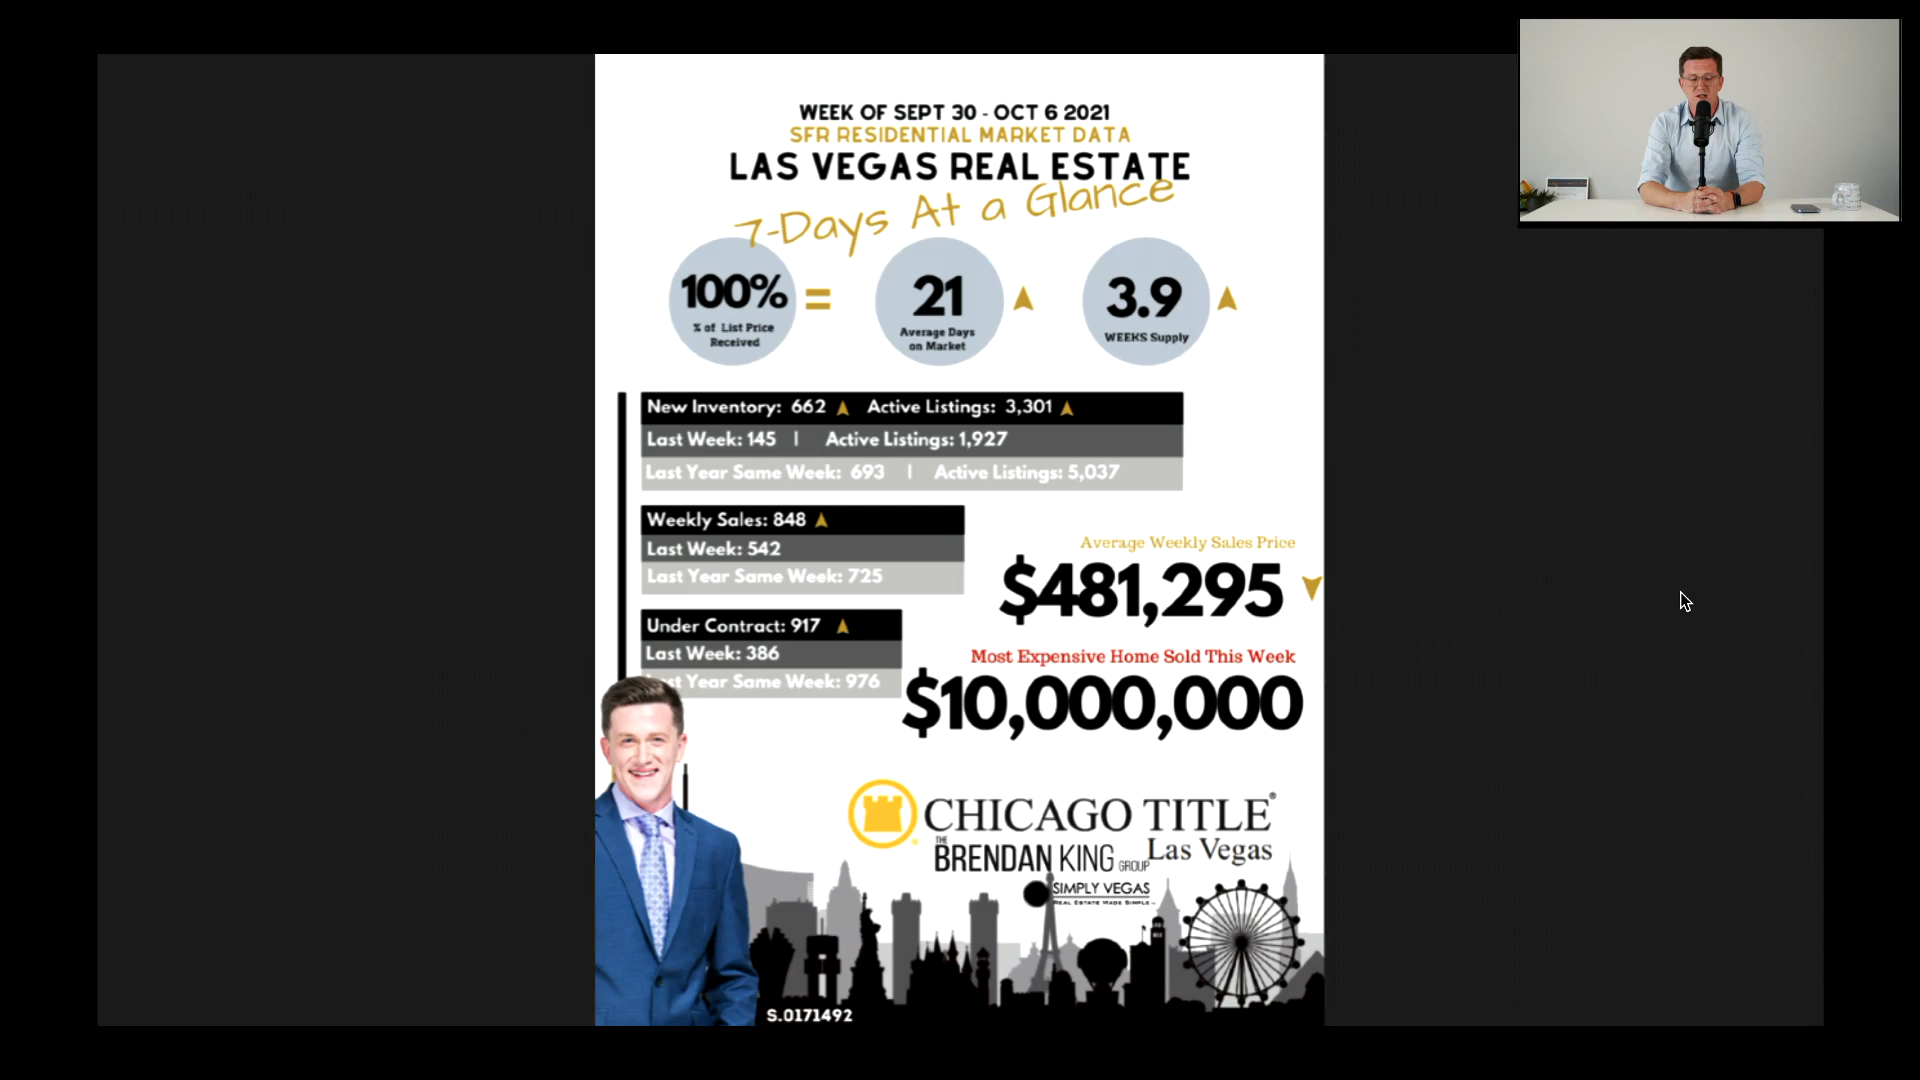 WEEK OF SEPT 30 - OCT 6 2021
SFR RESIDENTIAL MARKET DATA
LAS VEGAS REAL ESTATE
7-Days At a Glance
100% =
% of List Price
Received
21
Average Days
on Market
3.9
WEEKS Supply
New Inventory: 662 Active Listings: 3,301
Last Week: 145 | Active Listings: 1,927
Last Year Same Week: 693 | Active Listings: 5,037
Weekly Sales: 848
Last Week: 542
Last Year Same Week: 725
Average Weekly Sales Price
$481,295
Under Contract: 917
Last Week: 386
Year Same Week: 976
Most Expensive Home Sold This Week
$10,000,000
CHICAGO TITLE®
Las Vegas
THE
BRENDAN KING GROUP
SIMPLY VEGAS
REAL ESTATE MADE SIMPLE
S.0171492